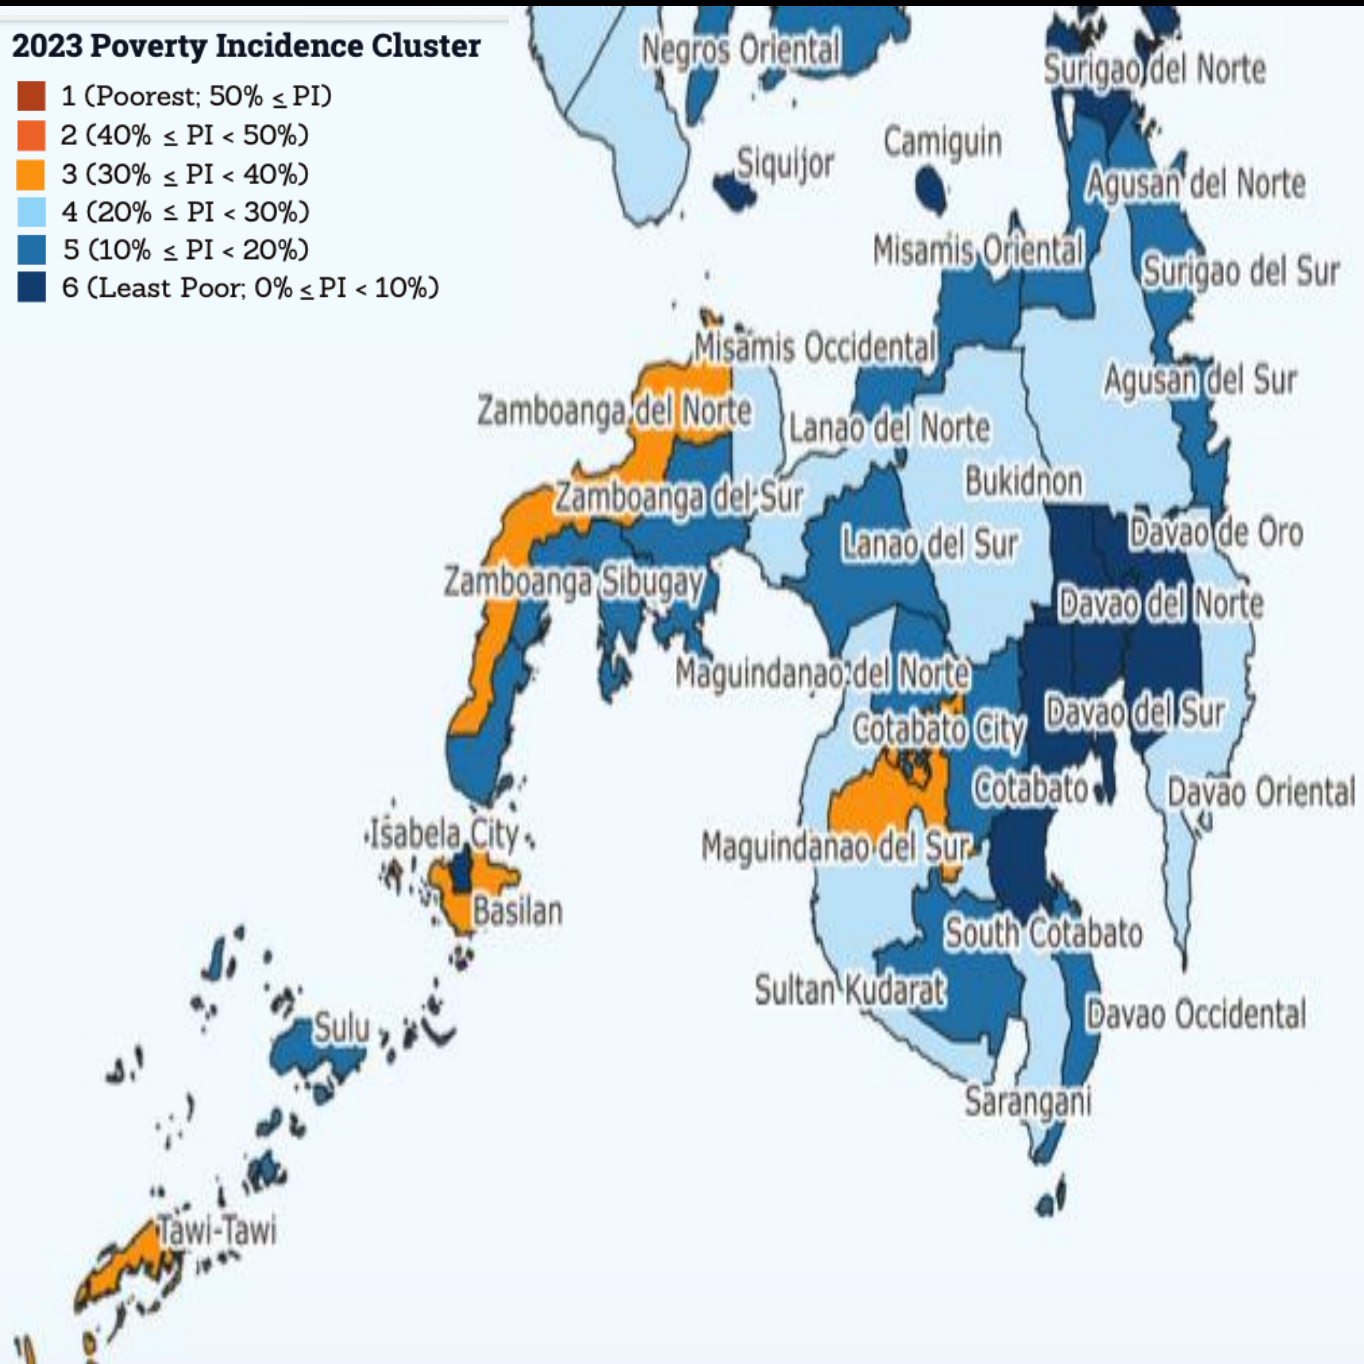 2023 Poverty Incidence Cluster
1 (Poorest; 50% ≤ PI)
2 (40% ≤ PI < 50%)
3 (30% ≤ PI < 40%)
4 (20% ≤ PI < 30%)
5 (10% ≤ PI < 20%)
6 (Least Poor; 0% ≤ PI < 10%)
Negros Oriental
Surigao del Norte
Siquijor
Camiguin
Agusan del Norte
Misamis Oriental
Surigao del Sur
Misamis Occidental
Agusan del Sur
Zamboanga del Norte
Lanao del Norte
Bukidnon
Zamboanga del Sur
Lanao del Sur
Davao de Oro
Zamboanga Sibugay
Davao del Norte
Maguindanao del Norte
Cotabato City
Davao del Sur
Cotabato
Davao Oriental
Isabela City
Maguindanao del Sur
Basilan
South Cotabato
Sultan Kudarat
Davao Occidental
Sulu
Sarangani
Tawi-Tawi